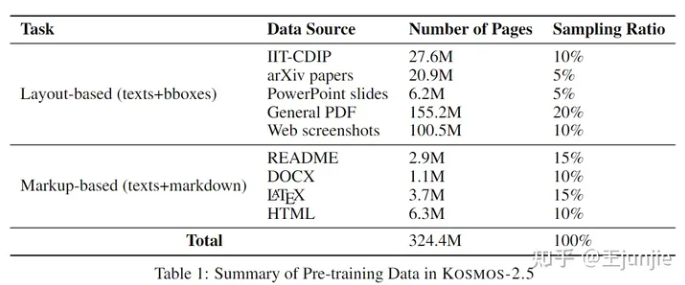 Task Data Source Number of Pages Sampling Ratio
Layout-based (texts+bboxes)
IIT-CDIP 27.6M 10%
arXiv papers 20.9M 5%
PowerPoint slides 6.2M 5%
General PDF 155.2M 20%
Web screenshots 100.5M 10%
Markup-based (texts+markdown)
README 2.9M 15%
DOCX 1.1M 10%
LATEX 3.7M 15%
HTML 6.3M 10%
Total 324.4M 100%
知乎 @王junjie
Table 1: Summary of Pre-training Data in KOSMOS-2.5